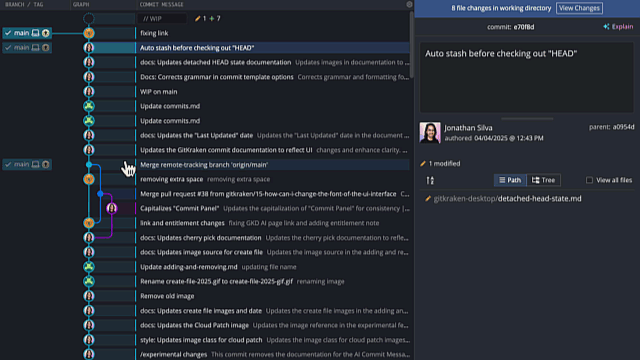 BRANCH / TAG GRAPH COMMIT MESSAGE
8 file changes in working directory View Changes
// WIP 1 + 7
main fixing link
main Auto stash before checking out "HEAD"
docs: Updates detached HEAD state documentation Updates images in documentation to ...
Docs: Corrects grammar in commit template options Corrects grammar and formatting fo...
WIP on main
Update commits.md
Update commits.md
docs: Updates the "Last Updated" date Updates the "Last Updated" date in the document ...
Updates the GitKraken commit documentation to reflect UI changes and enhance clarity. ...
main Merge remote-tracking branch 'origin/main'
removing extra space removing extra space
Merge pull request #38 from gitkraken/15-how-can-i-change-the-font-of-the-ui-interface C...
Capitalizes "Commit Panel" Updates the capitalization of "Commit Panel" for consistency |...
link and entitlement changes fixing GKD AI page link and adding entitlement note
docs: Updates cherry pick documentation Updates the cherry pick documentation to refle...
docs: Updates image source for create file Updates the image source in the adding and re...
Update adding-and-removing.md updating file name
Rename create-file-2025.gif to create-file-2025-gif.gif renaming image
Remove old image
docs: Updates create file images and date Updates the create file images in the adding an...
docs: Updates the Cloud Patch image Updates the image reference in the experimental fe...
style: Updates image class for cloud patch Updates the image class for cloud patch images...
/experimental changes This commit removes the documentation for the AI Commit Messa...
commit: e70f8d Explain
Auto stash before checking out "HEAD"
Jonathan Silva parent: a0954d
authored 04/04/2025 @ 12:43 PM
1 modified
Path Tree View all files
gitkraken-desktop/detached-head-state.md